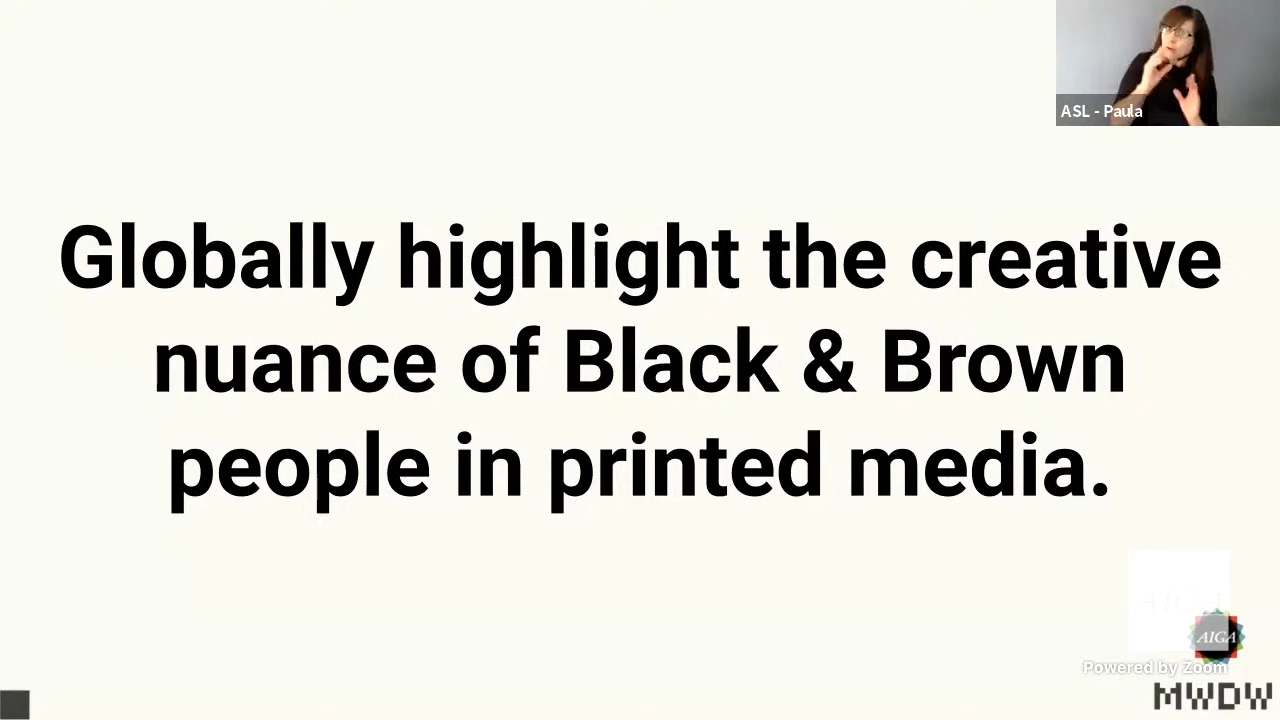 ASL - Paula
Globally highlight the creative
nuance of Black & Brown
people in printed media.
AIGA
Powered by Zoom
MWDW